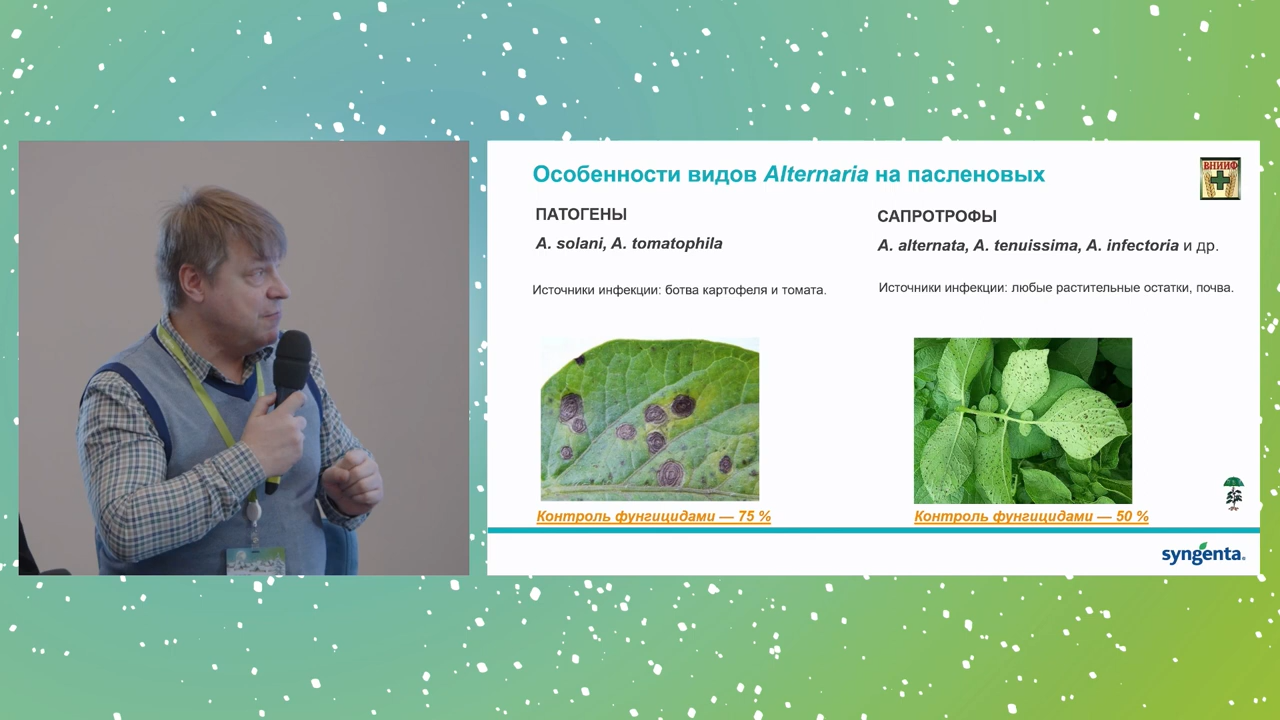 Особенности видов Alternaria на пасленовых
ВНИИФ
ПАТОГЕНЫ
A. solani, A. tomatophila
Источники инфекции: ботва картофеля и томата.
Контроль фунгицидами — 75 %
САПРОТРОФЫ
A. alternata, A. tenuissima, A. infectoria и др.
Источники инфекции: любые растительные остатки, почва.
Контроль фунгицидами — 50 %
syngenta.